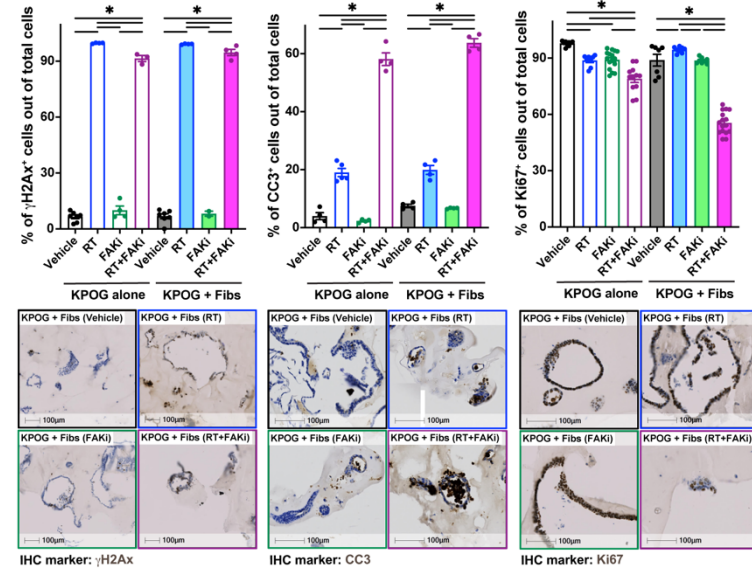 * *
% of γH2Ax⁺ cells out of total cells
90
60
30
0
Vehicle RT FAKi RT+FAKi Vehicle RT FAKi RT+FAKi
KPOG alone KPOG + Fibs
* *
% of CC3⁺ cells out of total cells
60
40
20
0
Vehicle RT FAKi RT+FAKi Vehicle RT FAKi RT+FAKi
KPOG alone KPOG + Fibs
* *
% of Ki67⁺ cells out of total cells
90
60
30
0
Vehicle RT FAKi RT+FAKi Vehicle RT FAKi RT+FAKi
KPOG alone KPOG + Fibs
KPOG + Fibs (Vehicle)
100μm
KPOG + Fibs (RT)
100μm
KPOG + Fibs (FAKi)
100μm
KPOG + Fibs (RT+FAKi)
100μm
IHC marker: γH2Ax
KPOG + Fibs (Vehicle)
100μm
KPOG + Fibs (RT)
100μm
KPOG + Fibs (FAKi)
100μm
KPOG + Fibs (RT+FAKi)
100μm
IHC marker: CC3
KPOG + Fibs (Vehicle)
100μm
KPOG + Fibs (RT)
100μm
KPOG + Fibs (FAKi)
100μm
KPOG + Fibs (RT+FAKi)
100μm
IHC marker: Ki67